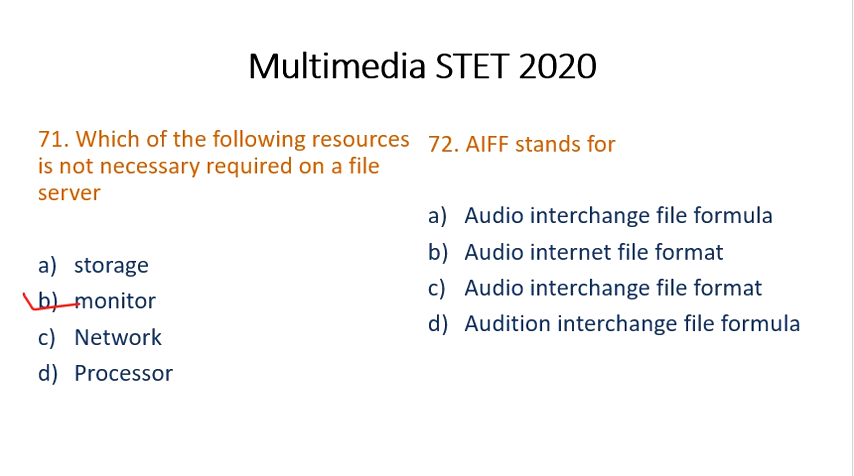 Multimedia STET 2020
71. Which of the following resources
is not necessary required on a file
server
a) storage
b) monitor
c) Network
d) Processor
72. AIFF stands for
a) Audio interchange file formula
b) Audio internet file format
c) Audio interchange file format
d) Audition interchange file formula